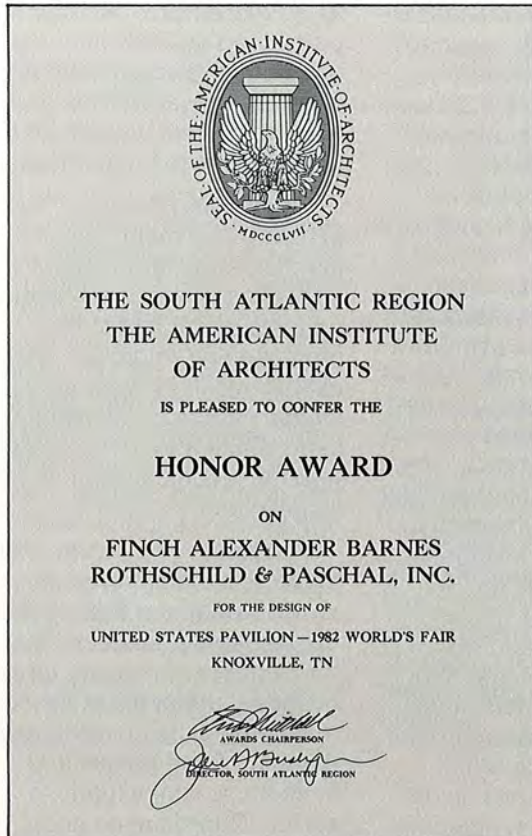 SEAL OF THE AMERICAN INSTITVTE OF ARCHITECTS
MDCCCLVII
THE SOUTH ATLANTIC REGION
THE AMERICAN INSTITUTE
OF ARCHITECTS
IS PLEASED TO CONFER THE
HONOR AWARD
ON
FINCH ALEXANDER BARNES
ROTHSCHILD & PASCHAL, INC.
FOR THE DESIGN OF
UNITED STATES PAVILION—1982 WORLD'S FAIR
KNOXVILLE, TN
AWARDS CHAIRPERSON
DIRECTOR, SOUTH ATLANTIC REGION